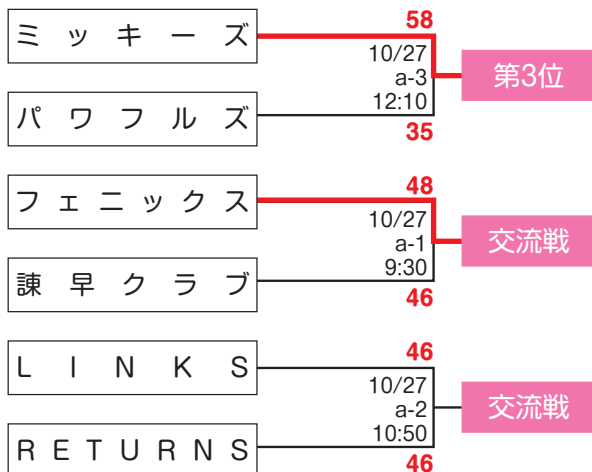 58
ミッキーズ
10/27
a-3
12:10
第3位
パワフルズ
35
48
フェニックス
10/27
a-1
9:30
交流戦
諫早クラブ
46
46
LINKS
10/27
a-2
10:50
交流戦
RETURNS
46